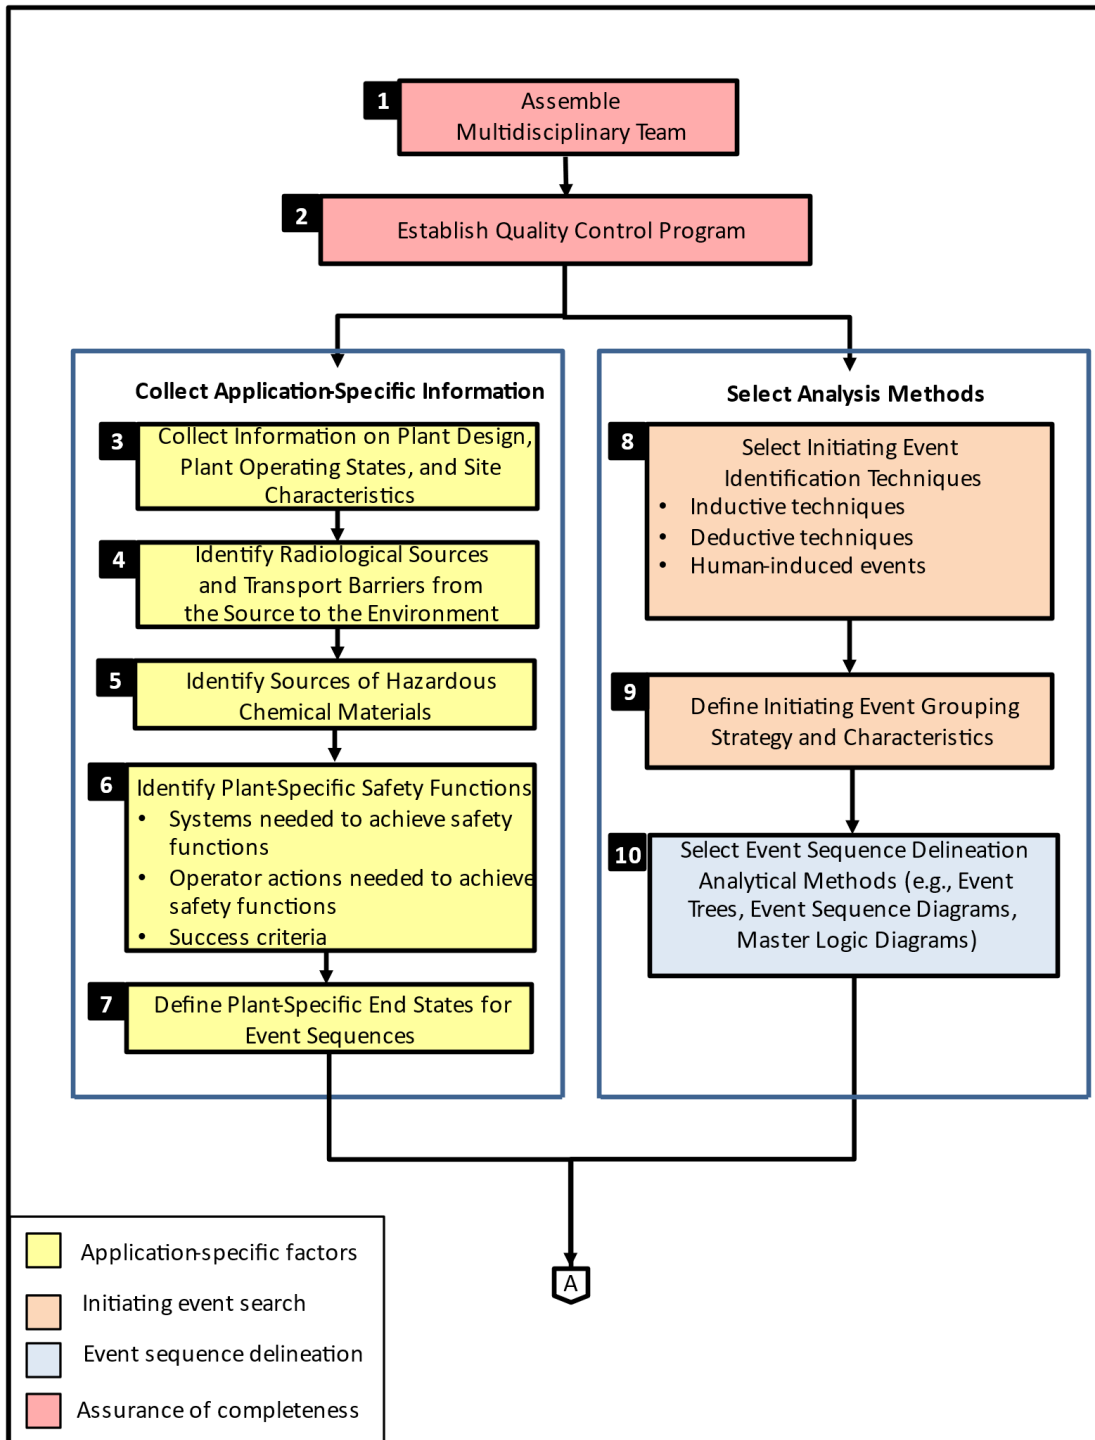 1
Assemble
Multidisciplinary Team
2
Establish Quality Control Program
Collect Application-Specific Information
3
Collect Information on Plant Design,
Plant Operating States, and Site
Characteristics
4
Identify Radiological Sources
and Transport Barriers from
the Source to the Environment
5
Identify Sources of Hazardous
Chemical Materials
6
Identify Plant-Specific Safety Functions
• Systems needed to achieve safety
functions
• Operator actions needed to achieve
safety functions
• Success criteria
7
Define Plant-Specific End States for
Event Sequences
Select Analysis Methods
8
Select Initiating Event
Identification Techniques
• Inductive techniques
• Deductive techniques
• Human-induced events
9
Define Initiating Event Grouping
Strategy and Characteristics
10
Select Event Sequence Delineation
Analytical Methods (e.g., Event
Trees, Event Sequence Diagrams,
Master Logic Diagrams)
A
Application-specific factors
Initiating event search
Event sequence delineation
Assurance of completeness